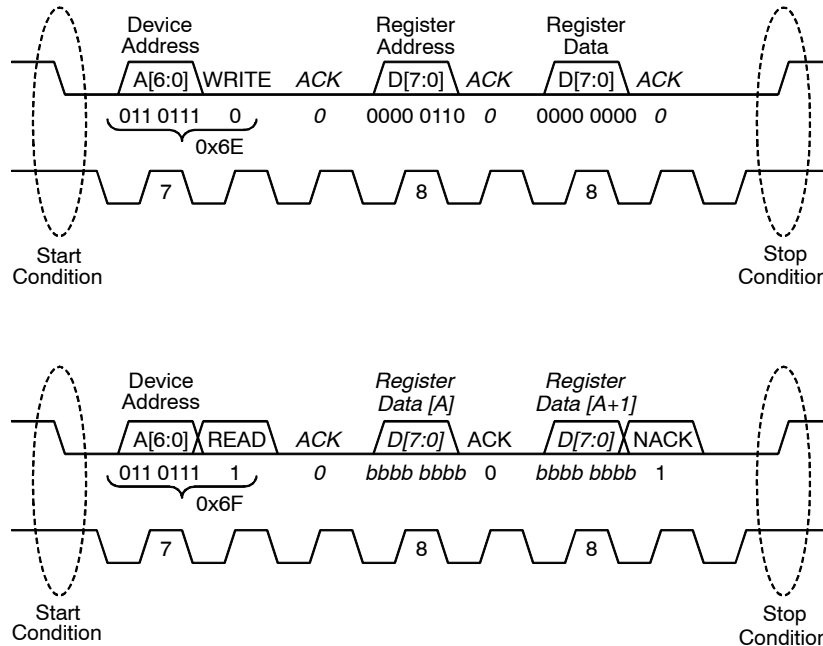 Device
Address
Register
Address
Register
Data
A[6:0] WRITE ACK D[7:0] ACK D[7:0] ACK
011 0111 0 0 0000 0110 0 0000 0000 0
0x6E
7 8 8
Start
Condition
Stop
Condition
Device
Address
Register
Data [A]
Register
Data [A+1]
A[6:0] READ ACK D[7:0] ACK D[7:0] NACK
011 0111 1 0 bbbb bbbb 0 bbbb bbbb 1
0x6F
7 8 8
Start
Condition
Stop
Condition